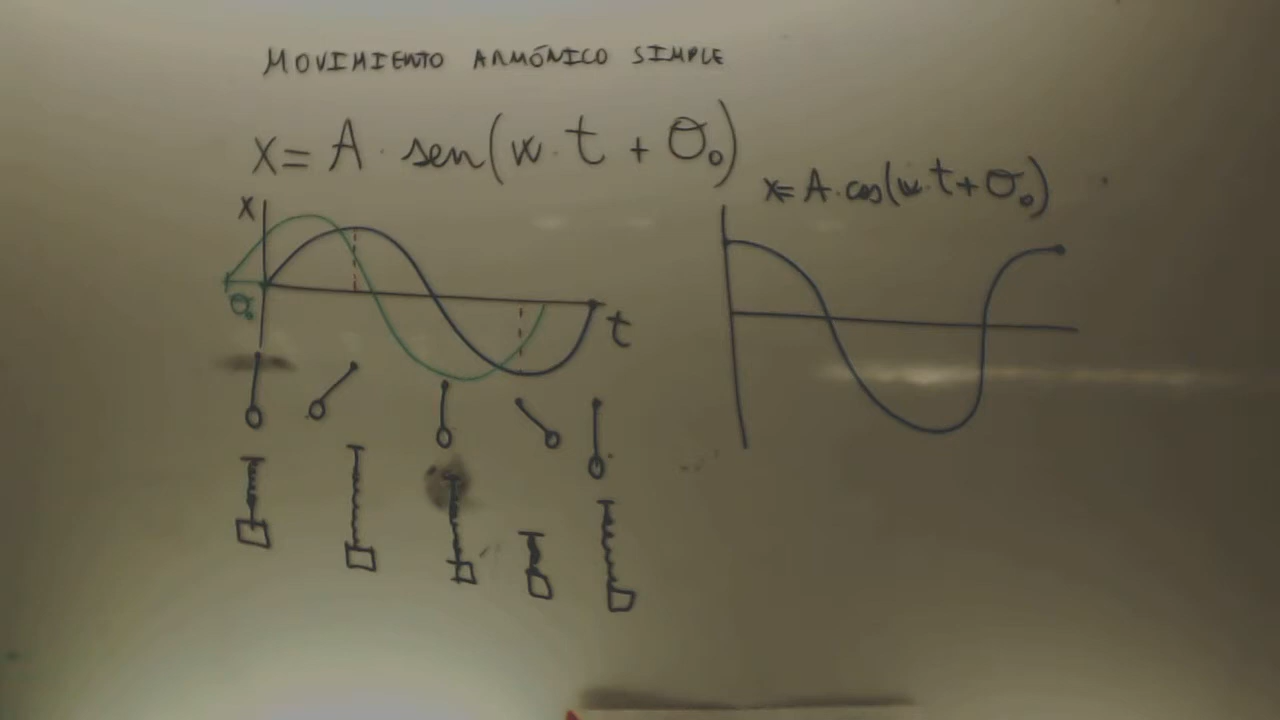 MOVIMIENTO ARMÓNICO SIMPLE
x = A · sen(w · t + Θ₀)
x = A · cos(w · t + Θ₀)
x
Θ₀
t